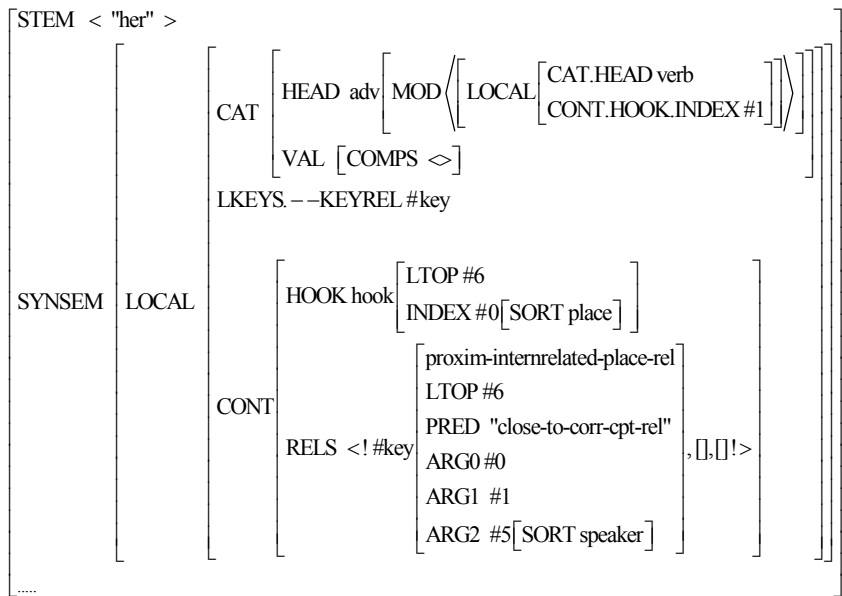 STEM < "her" >
SYNSEM LOCAL
CAT HEAD adv MOD LOCAL CAT.HEAD verb
CONT.HOOK.INDEX #1
VAL [COMPS <>]
LKEYS.--KEYREL #key
CONT HOOK hook LTOP #6
INDEX #0[SORT place]
RELS <! #key
proxim-internrelated-place-rel
LTOP #6
PRED "close-to-corr-cpt-rel"
ARG0 #0
ARG1 #1
ARG2 #5[SORT speaker]
, [],[]!>
.....